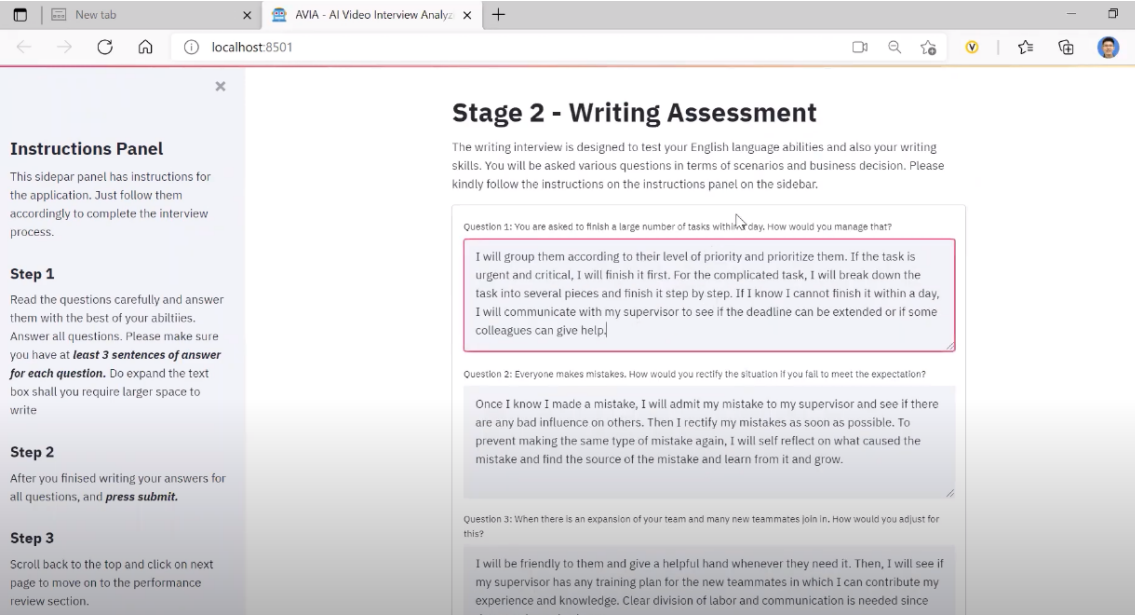 New tab
AVIA - AI Video Interview Analyz
localhost:8501
Instructions Panel
This sidepar panel has instructions for
the application. Just follow them
accordingly to complete the interview
process.
Step 1
Read the questions carefully and answer
them with the best of your abiltiies.
Answer all questions. Please make sure
you have at least 3 sentences of answer
for each question. Do expand the text
box shall you require larger space to
write
Step 2
After you finised writing your answers for
all questions, and press submit.
Step 3
Scroll back to the top and click on next
page to move on to the performance
review section.
Stage 2 - Writing Assessment
The writing interview is designed to test your English language abilities and also your writing
skills. You will be asked various questions in terms of scenarios and business decision. Please
kindly follow the instructions on the instructions panel on the sidebar.
Question 1: You are asked to finish a large number of tasks within day. How would you manage that?
I will group them according to their level of priority and prioritize them. If the task is
urgent and critical, I will finish it first. For the complicated task, I will break down the
task into several pieces and finish it step by step. If I know I cannot finish it within a day,
I will communicate with my supervisor to see if the deadline can be extended or if some
colleagues can give help.
Question 2: Everyone makes mistakes. How would you rectify the situation if you fail to meet the expectation?
Once I know I made a mistake, I will admit my mistake to my supervisor and see if there
are any bad influence on others. Then I rectify my mistakes as soon as possible. To
prevent making the same type of mistake again, I will self reflect on what caused the
mistake and find the source of the mistake and learn from it and grow.
Question 3: When there is an expansion of your team and many new teammates join in. How would you adjust for
this?
I will be friendly to them and give a helpful hand whenever they need it. Then, I will see if
my supervisor has any training plan for the new teammates in which I can contribute my
experience and knowledge. Clear division of labor and communication is needed since